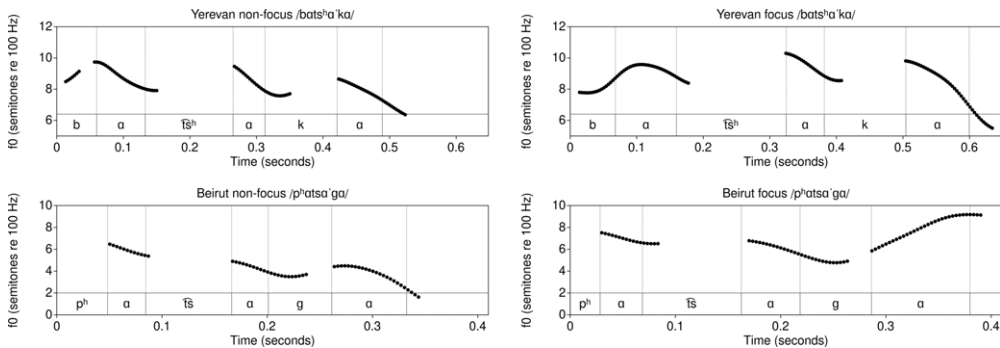 Yerevan non-focus /bɑtsʰɑˈkɑ/
f0 (semitones re 100 Hz)
12
10
8
6
b ɑ t͡sʰ ɑ k ɑ
0 0.1 0.2 0.3 0.4 0.5 0.6
Time (seconds)
Yerevan focus /bɑtsʰɑˈkɑ/
f0 (semitones re 100 Hz)
12
10
8
6
b ɑ t͡sʰ ɑ k ɑ
0 0.1 0.2 0.3 0.4 0.5 0.6
Time (seconds)
Beirut non-focus /pʰɑtsɑˈgɑ/
f0 (semitones re 100 Hz)
10
8
6
4
2
0
pʰ ɑ t͡s ɑ g ɑ
0 0.1 0.2 0.3 0.4
Time (seconds)
Beirut focus /pʰɑtsɑˈgɑ/
f0 (semitones re 100 Hz)
10
8
6
4
2
0
pʰ ɑ t͡s ɑ g ɑ
0 0.1 0.2 0.3 0.4
Time (seconds)